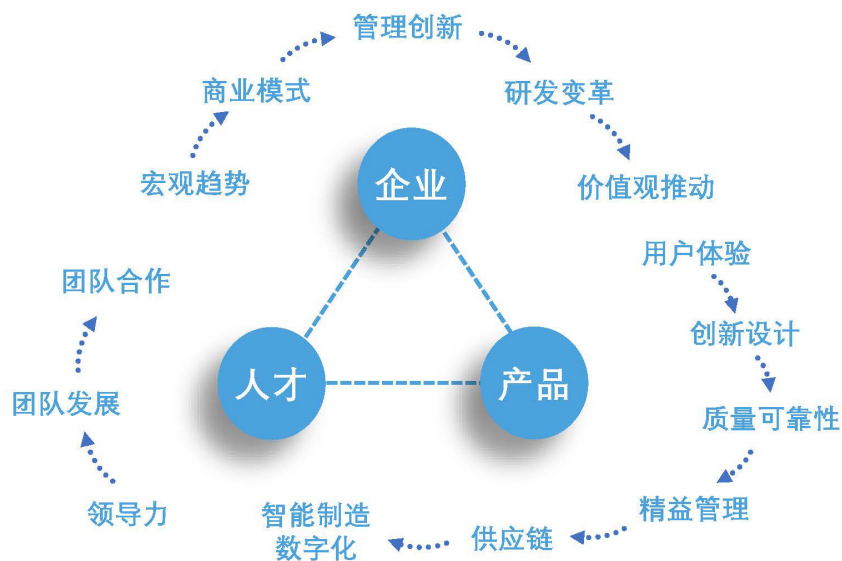 管理创新
商业模式
研发变革
宏观趋势
企业
价值观推动
用户体验
团队合作
创新设计
人才
产品
团队发展
质量可靠性
领导力
智能制造
数字化
供应链
精益管理